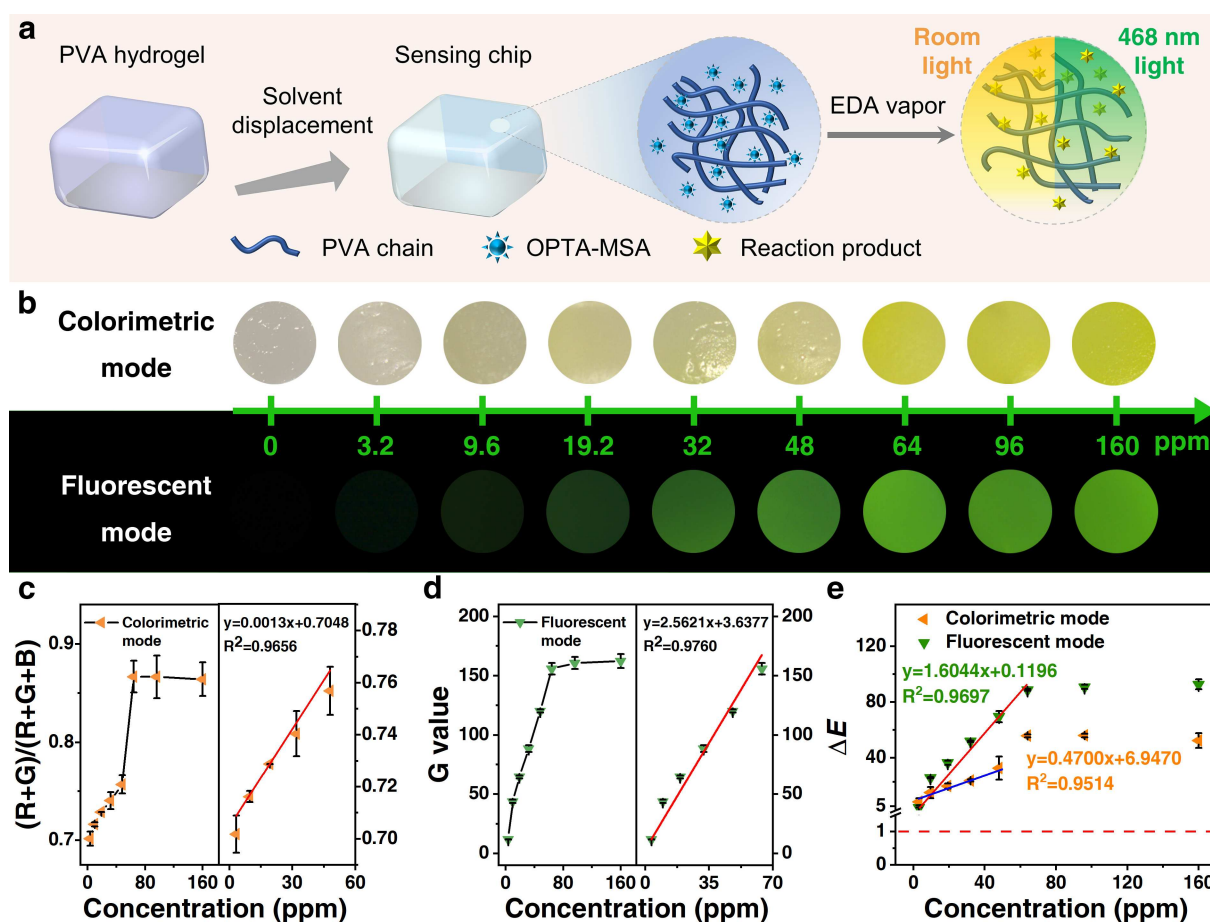 a
PVA hydrogel
Solvent
displacement
Sensing chip
EDA vapor
Room
light
468 nm
light
PVA chain
OPTA-MSA
Reaction product
b
Colorimetric
mode
0 3.2 9.6 19.2 32 48 64 96 160 ppm
Fluorescent
mode
c
(R+G)/(R+G+B)
0.9
0.8
0.7
Colorimetric
mode
0 80 160
y=0.0013x+0.7048
R²=0.9656
0.78
0.76
0.74
0.72
0.70
0 30 60
Concentration (ppm)
d
G value
200
150
100
50
0
Fluorescent
mode
0 80 160
y=2.5621x+3.6377
R²=0.9760
200
150
100
50
0
0 35 70
Concentration (ppm)
e
ΔE
120
80
40
5
1
0
Colorimetric mode
Fluorescent mode
y=1.6044x+0.1196
R²=0.9697
y=0.4700x+6.9470
R²=0.9514
0 40 80 120 160
Concentration (ppm)